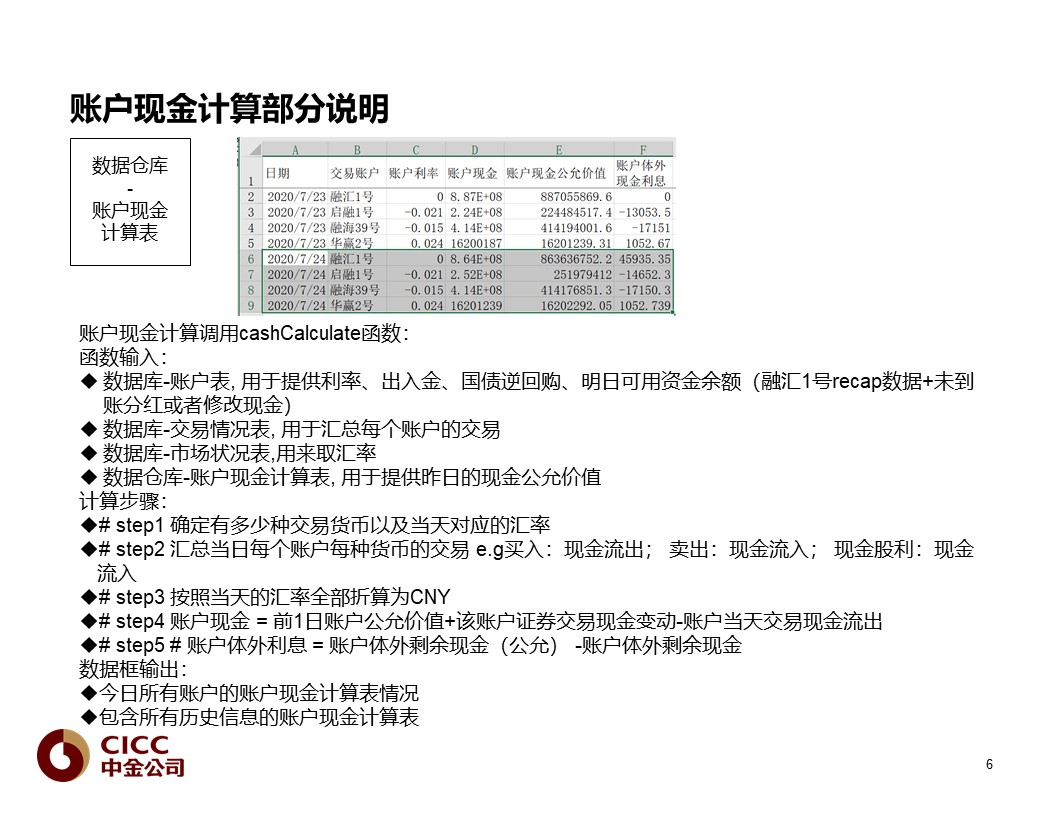 账户现金计算部分说明
数据仓库
-
账户现金
计算表
A B C D E F
1 日期 交易账户 账户利率 账户现金 账户现金公允价值 账户体外
现金利息
2 2020/7/23 融汇1号 0 8.87E+08 887055869.6 0
3 2020/7/23 启融1号 -0.021 2.24E+08 224484517.4 -13053.5
4 2020/7/23 融海39号 -0.015 4.14E+08 414194001.6 -17151
5 2020/7/23 华赢2号 0.024 16200187 16201239.31 1052.67
6 2020/7/24 融汇1号 0 8.64E+08 863636752.2 45935.35
7 2020/7/24 启融1号 -0.021 2.52E+08 251979412 -14652.3
8 2020/7/24 融海39号 -0.015 4.14E+08 414176851.3 -17150.3
9 2020/7/24 华赢2号 0.024 16201239 16202292.05 1052.739
账户现金计算调用cashCalculate函数：
函数输入：
◆ 数据库-账户表, 用于提供利率、出入金、国债逆回购、明日可用资金余额（融汇1号recap数据+未到
账分红或者修改现金）
◆ 数据库-交易情况表, 用于汇总每个账户的交易
◆ 数据库-市场状况表,用来取汇率
◆ 数据仓库-账户现金计算表, 用于提供昨日的现金公允价值
计算步骤：
◆# step1 确定有多少种交易货币以及当天对应的汇率
◆# step2 汇总当日每个账户每种货币的交易 e.g买入：现金流出； 卖出：现金流入； 现金股利：现金
流入
◆# step3 按照当天的汇率全部折算为CNY
◆# step4 账户现金 = 前1日账户公允价值+该账户证券交易现金变动-账户当天交易现金流出
◆# step5 # 账户体外利息 = 账户体外剩余现金（公允） -账户体外剩余现金
数据框输出：
◆今日所有账户的账户现金计算表情况
◆包含所有历史信息的账户现金计算表
CICC
中金公司
6